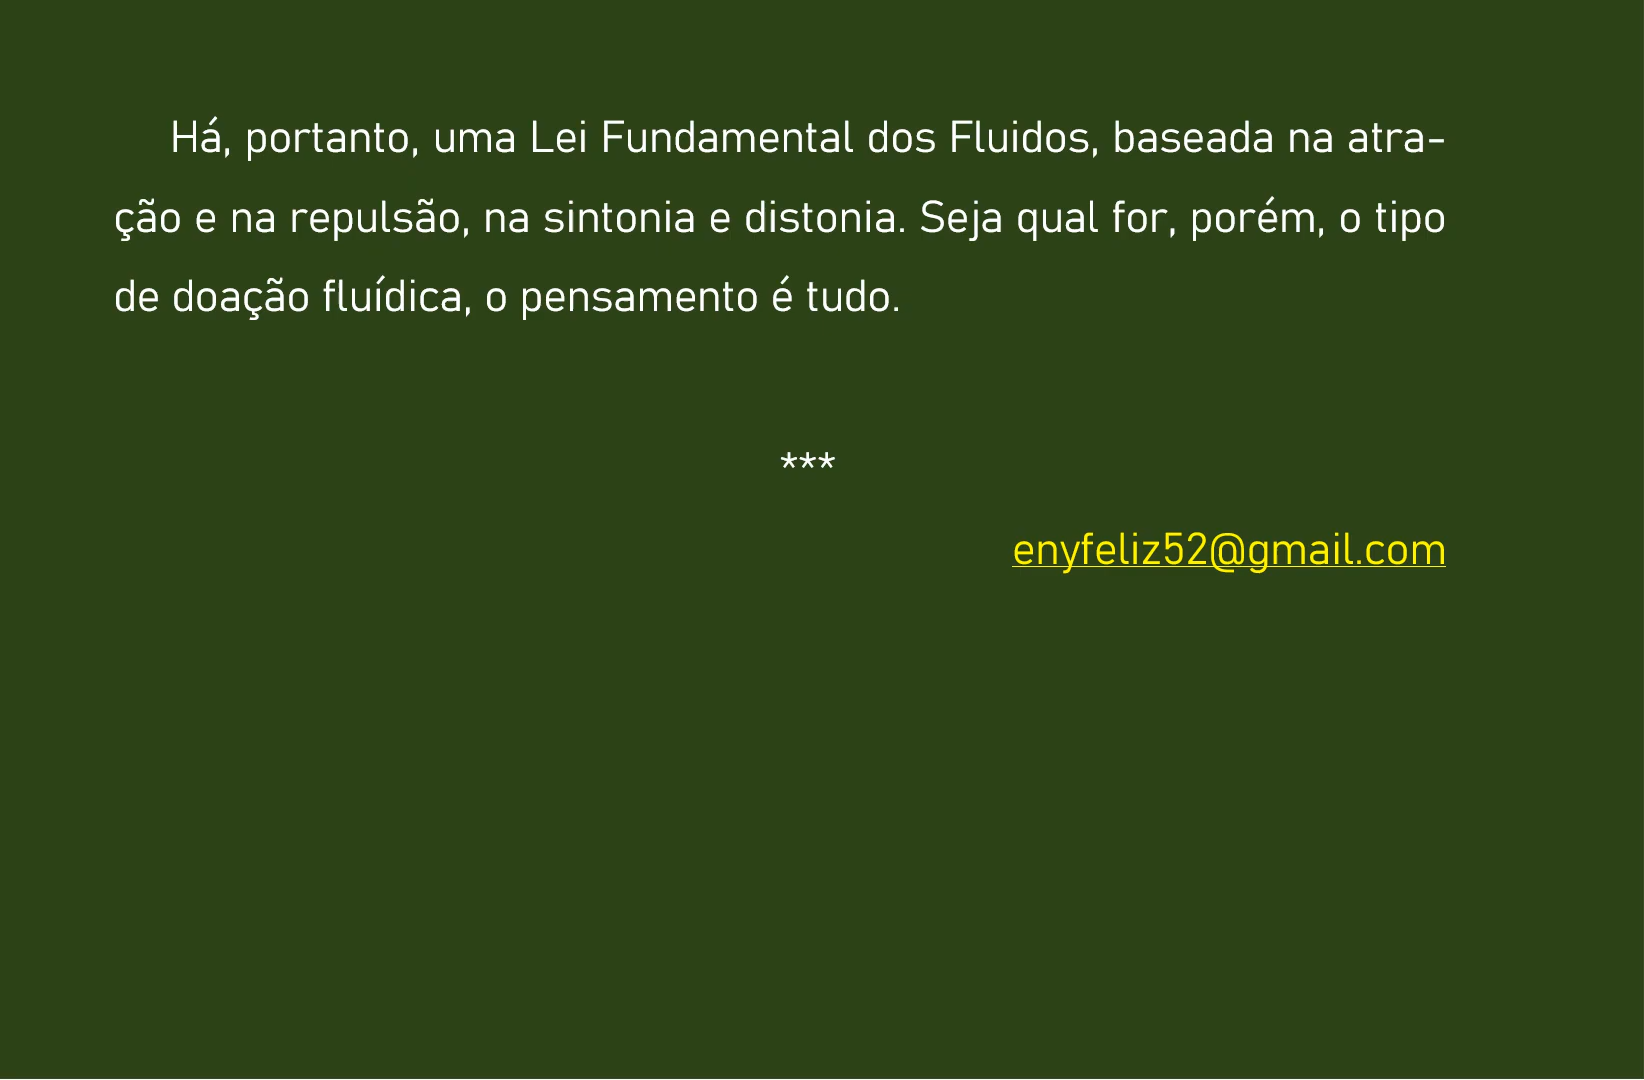 Há, portanto, uma Lei Fundamental dos Fluidos, baseada na atra-
ção e na repulsão, na sintonia e distonia. Seja qual for, porém, o tipo
de doação fluídica, o pensamento é tudo.
***
enyfeliz52@gmail.com